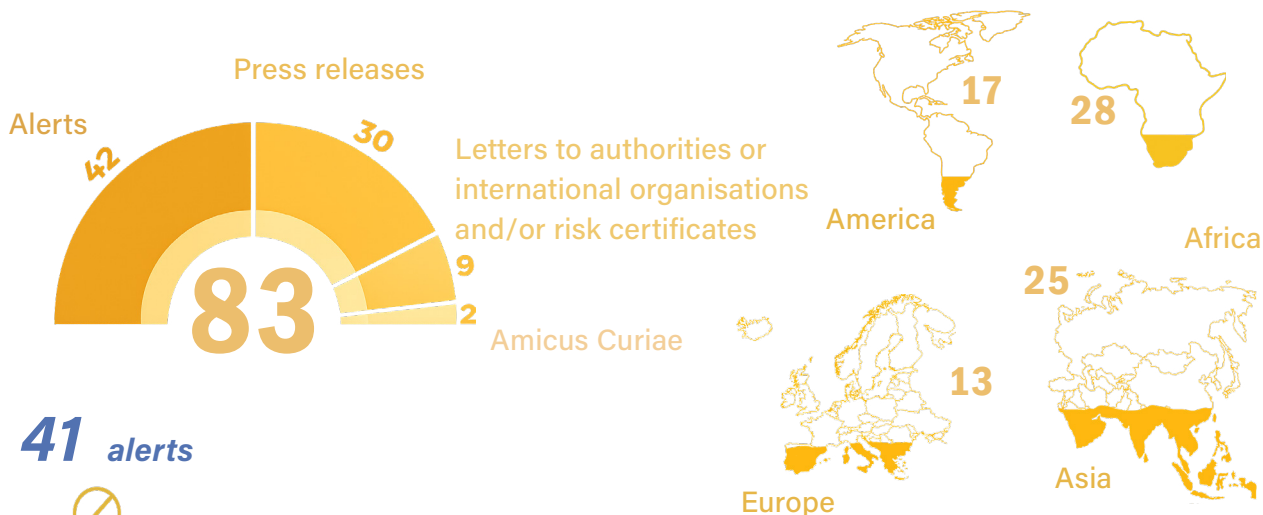 Press releases
Alerts
42
30
Letters to authorities or
international organisations
and/or risk certificates
9
2
83
Amicus Curiae
41 alerts
17
28
America
Africa
25
13
Asia
Europe